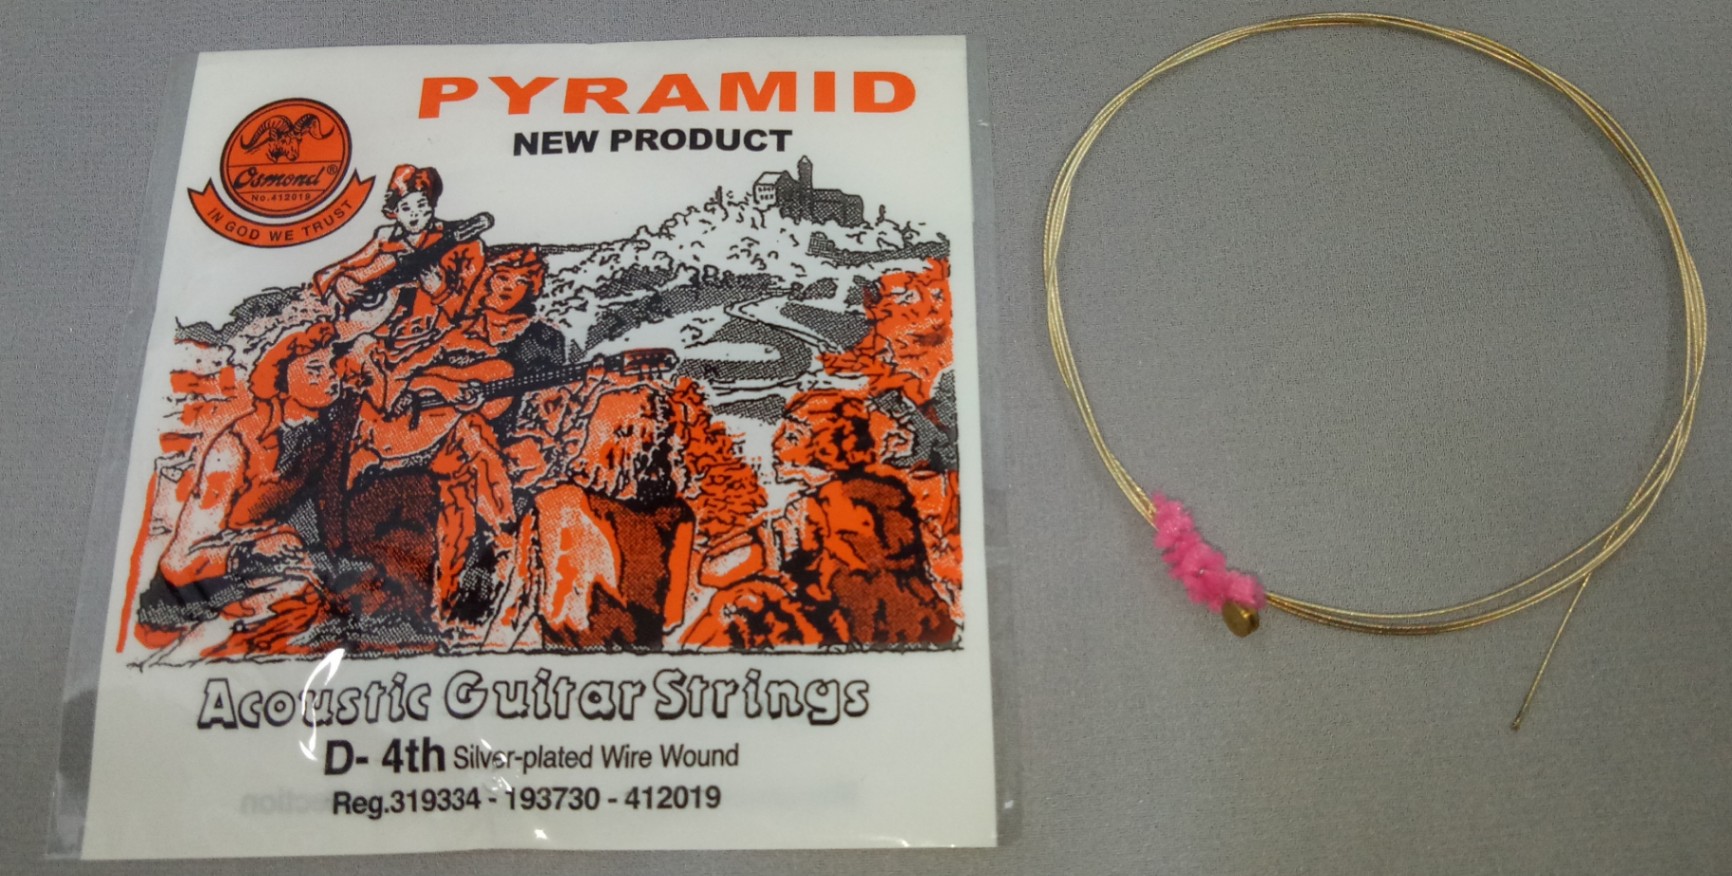 PYRAMID
NEW PRODUCT
Osmond®
No.412019
IN GOD WE TRUST
Acoustic Guitar Strings
D- 4th Silver-plated Wire Wound
Reg.319334 - 193730 - 412019